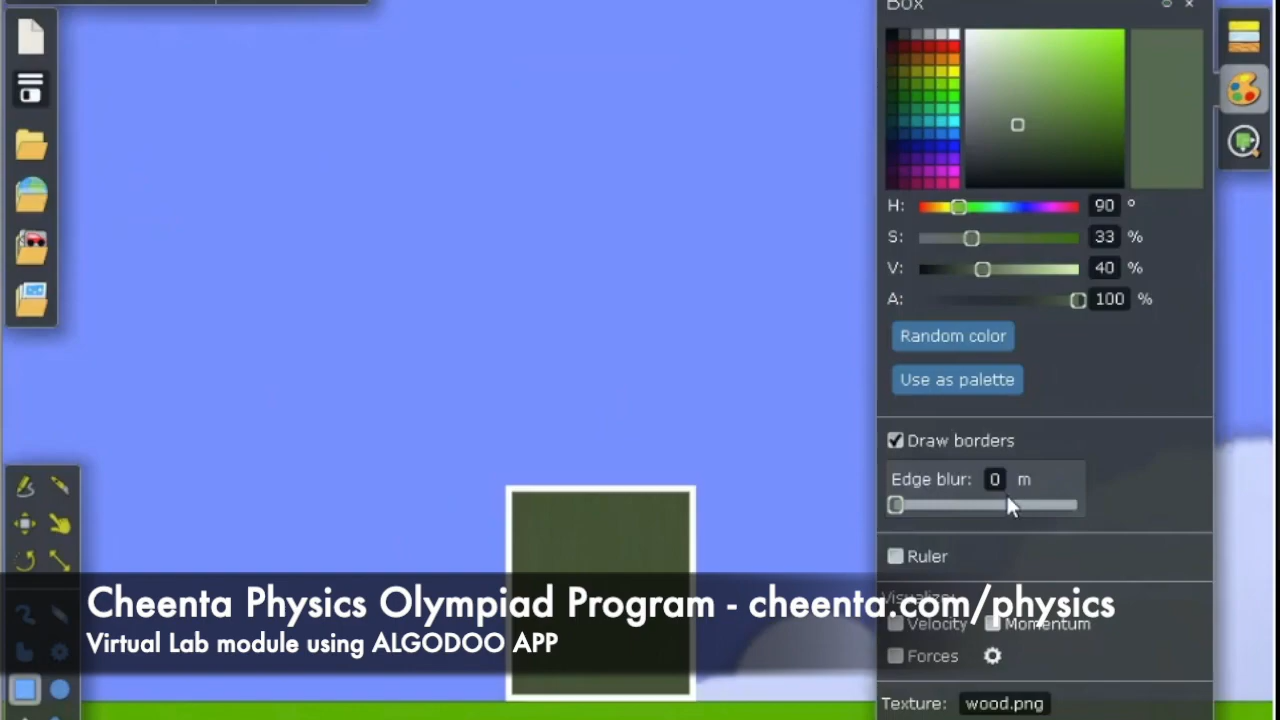 Box
H: 90 °
S: 33 %
V: 40 %
A: 100 %
Random color
Use as palette
Draw borders
Edge blur: 0 m
Ruler
Cheenta Physics Olympiad Program - cheenta.com/physics
Velocity Momentum
Virtual Lab module using ALGODOO APP
Forces
Texture: wood.png